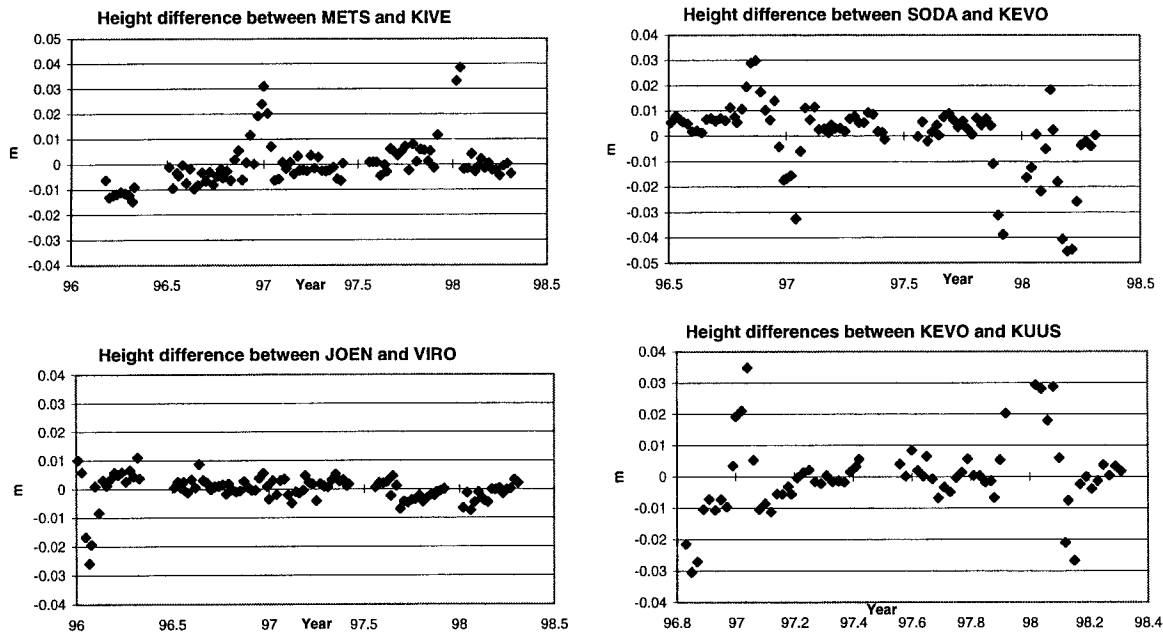 Height difference between METS and KIVE
0.05
0.04
0.03
0.02
0.01
0
-0.01
-0.02
-0.03
-0.04
m
96 96.5 97 97.5 98 98.5
Year
Height difference between SODA and KEVO
0.04
0.03
0.02
0.01
0
-0.01
-0.02
-0.03
-0.04
-0.05
m
96.5 97 97.5 98 98.5
Year
Height difference between JOEN and VIRO
0.04
0.03
0.02
0.01
0
-0.01
-0.02
-0.03
-0.04
m
96 96.5 97 97.5 98 98.5
Year
Height differences between KEVO and KUUS
0.04
0.03
0.02
0.01
0
-0.01
-0.02
-0.03
-0.04
m
96.8 97 97.2 97.4 97.6 97.8 98 98.2 98.4
Year